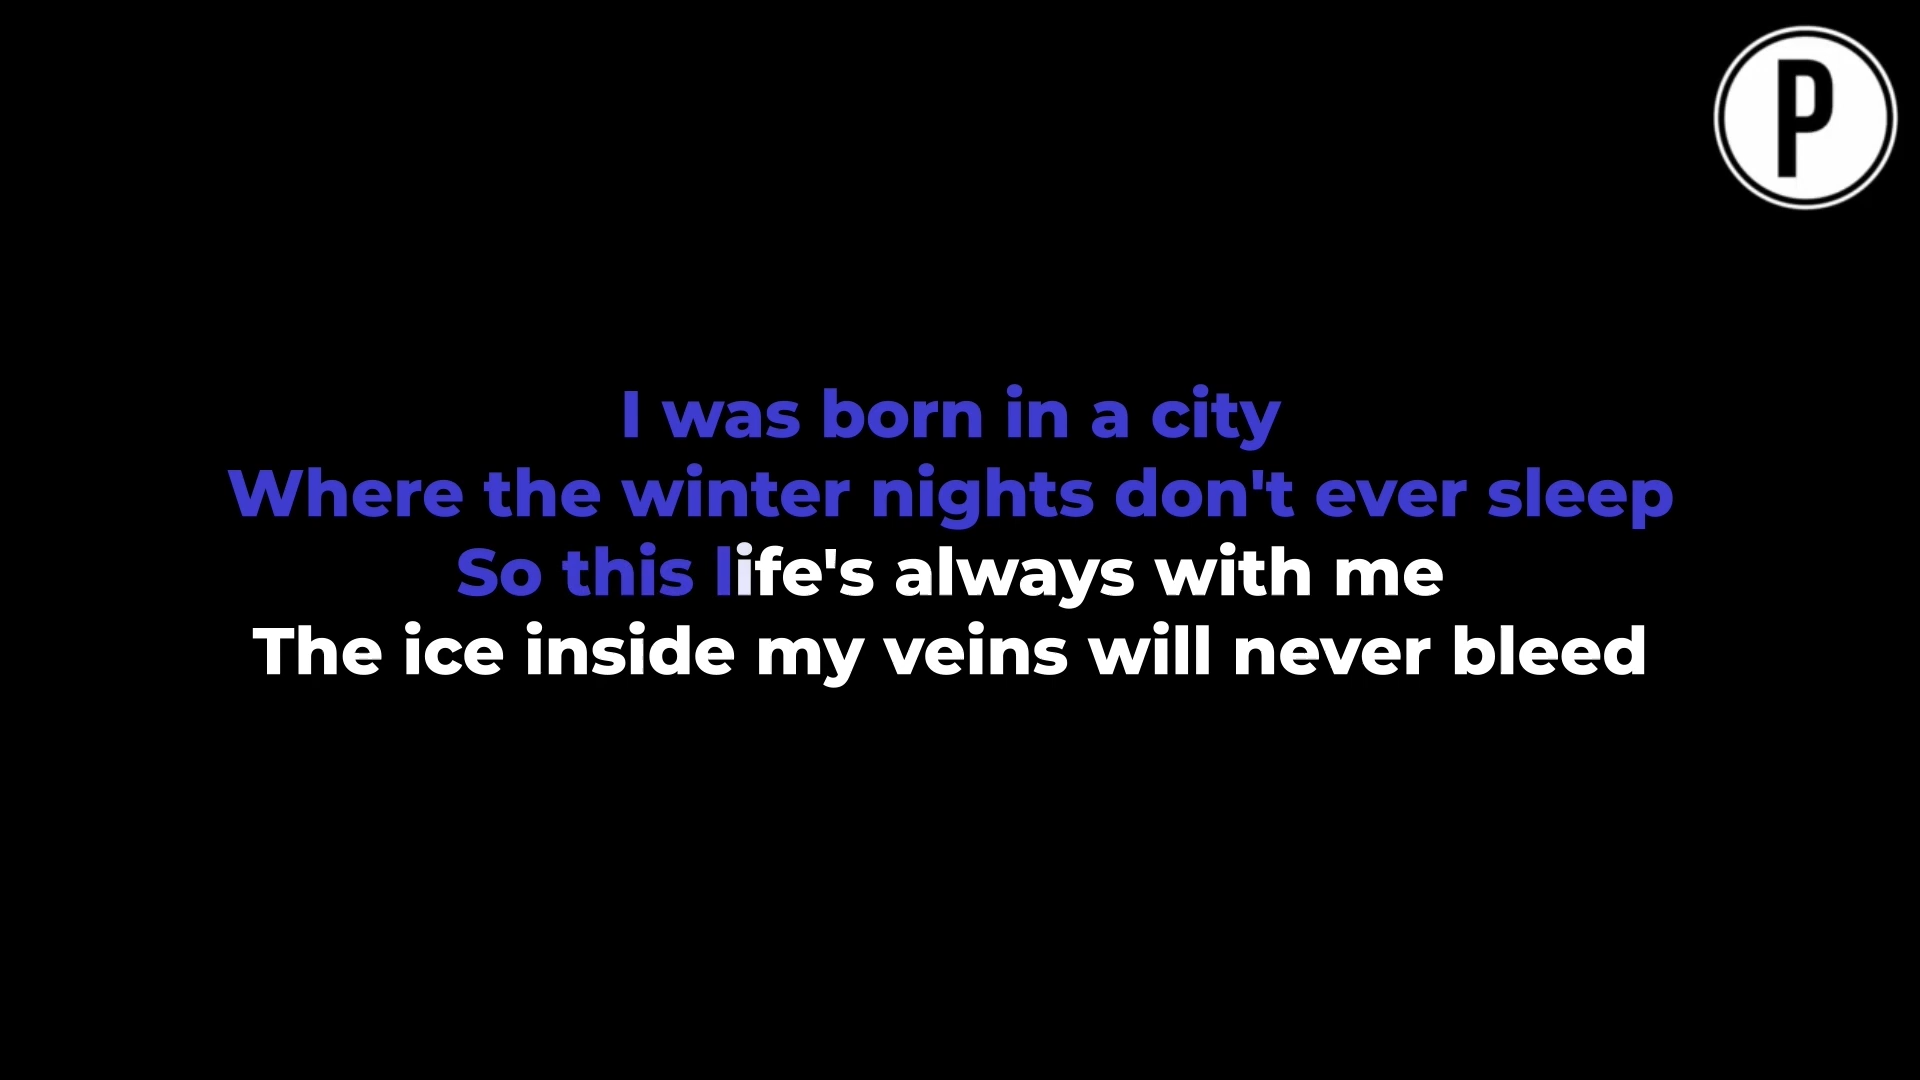 P
I was born in a city
Where the winter nights don't ever sleep
So this life's always with me
The ice inside my veins will never bleed